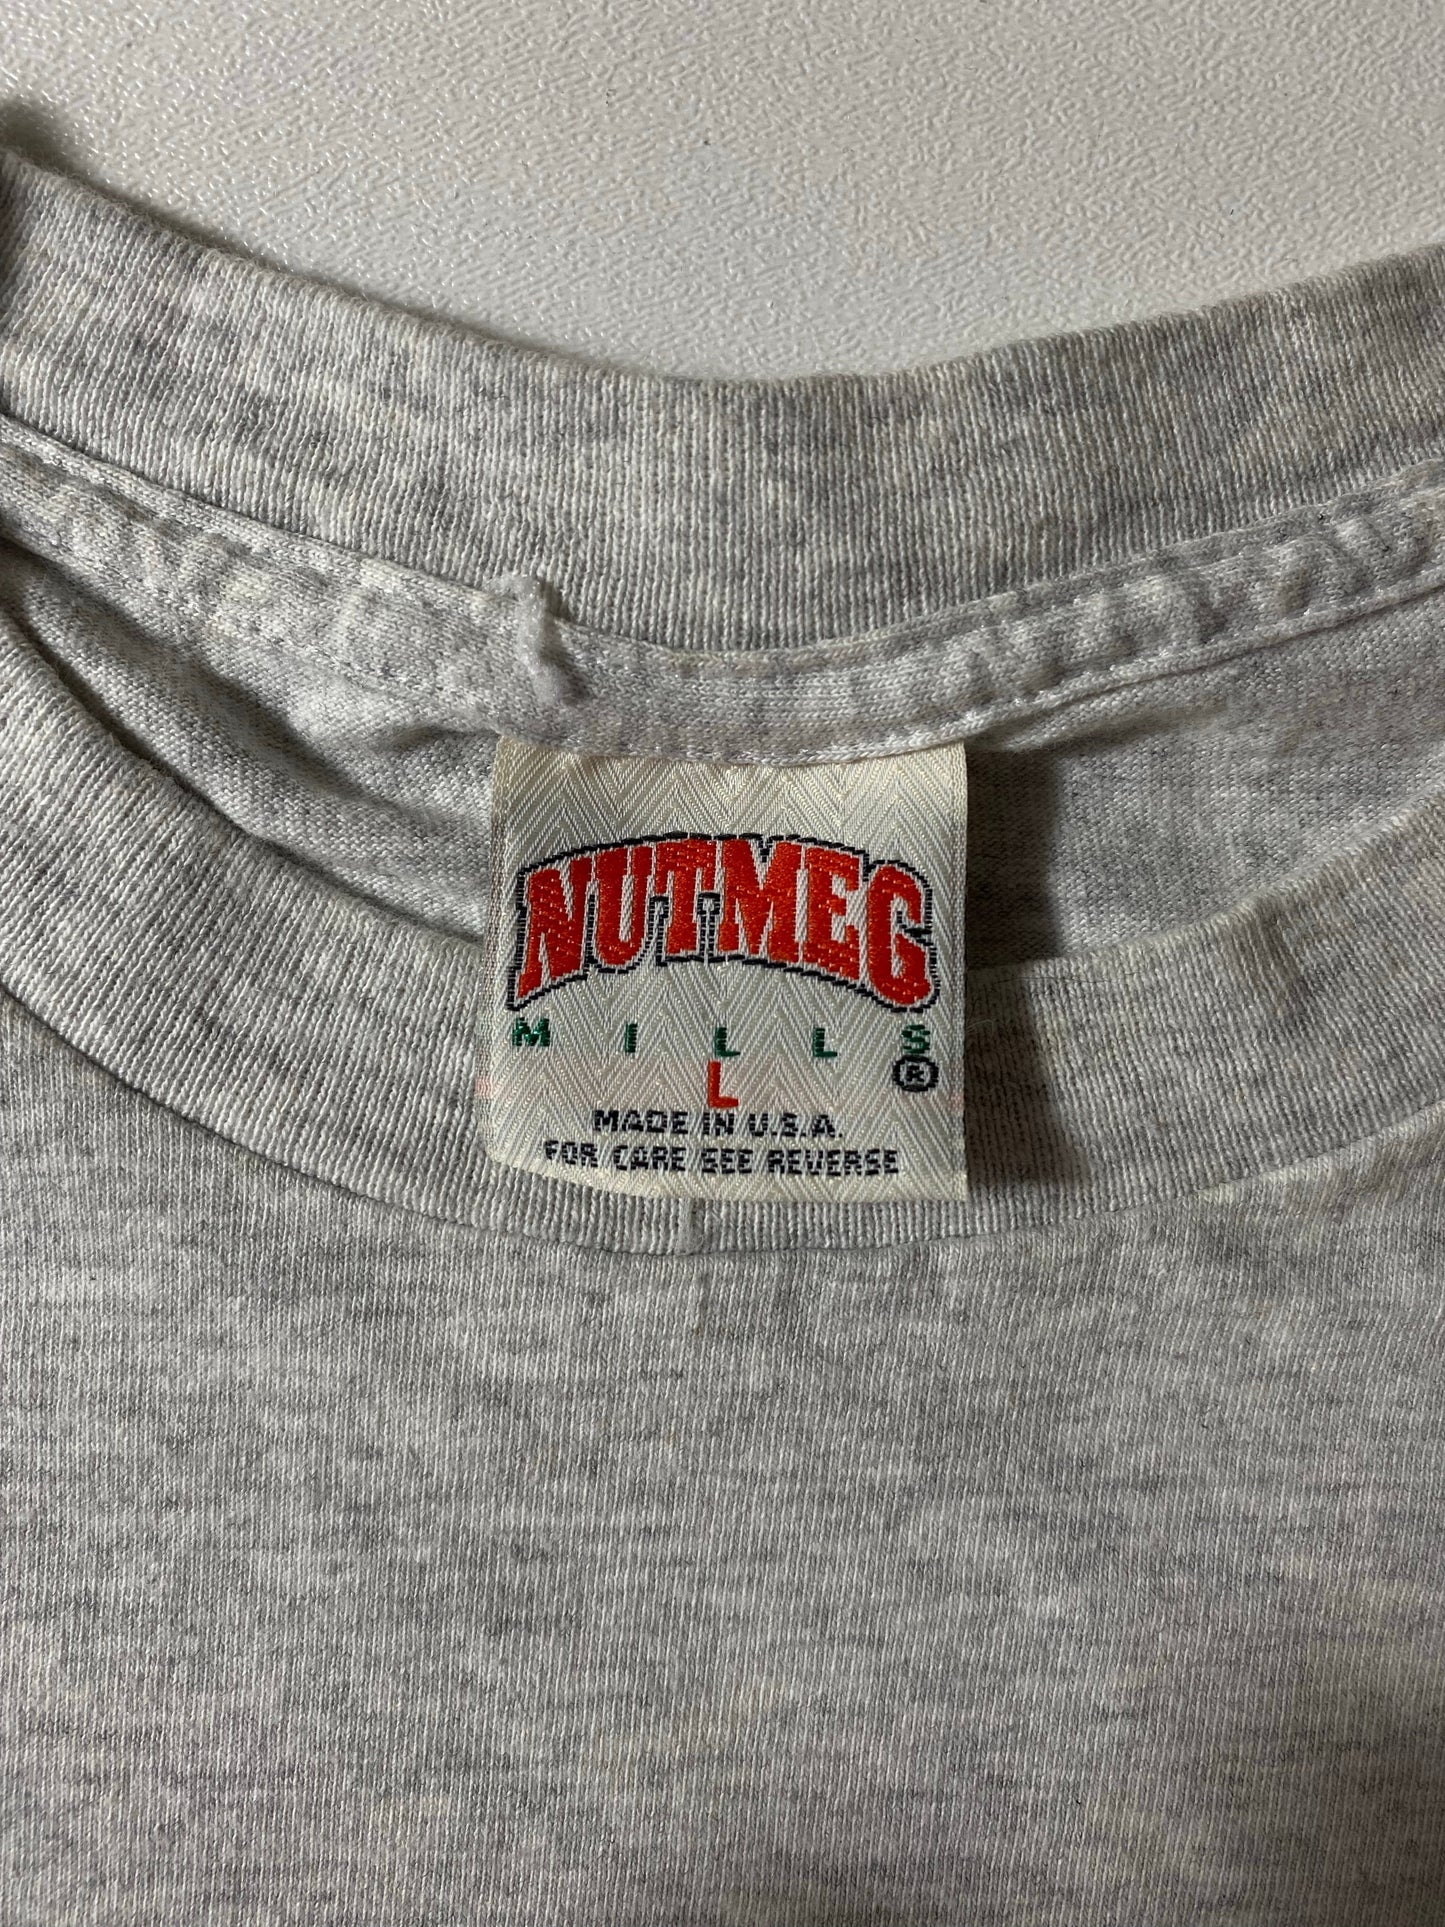 NUTMEG
MILLS
®
L
MADE IN U.S.A.
FOR CARE SEE REVERSE